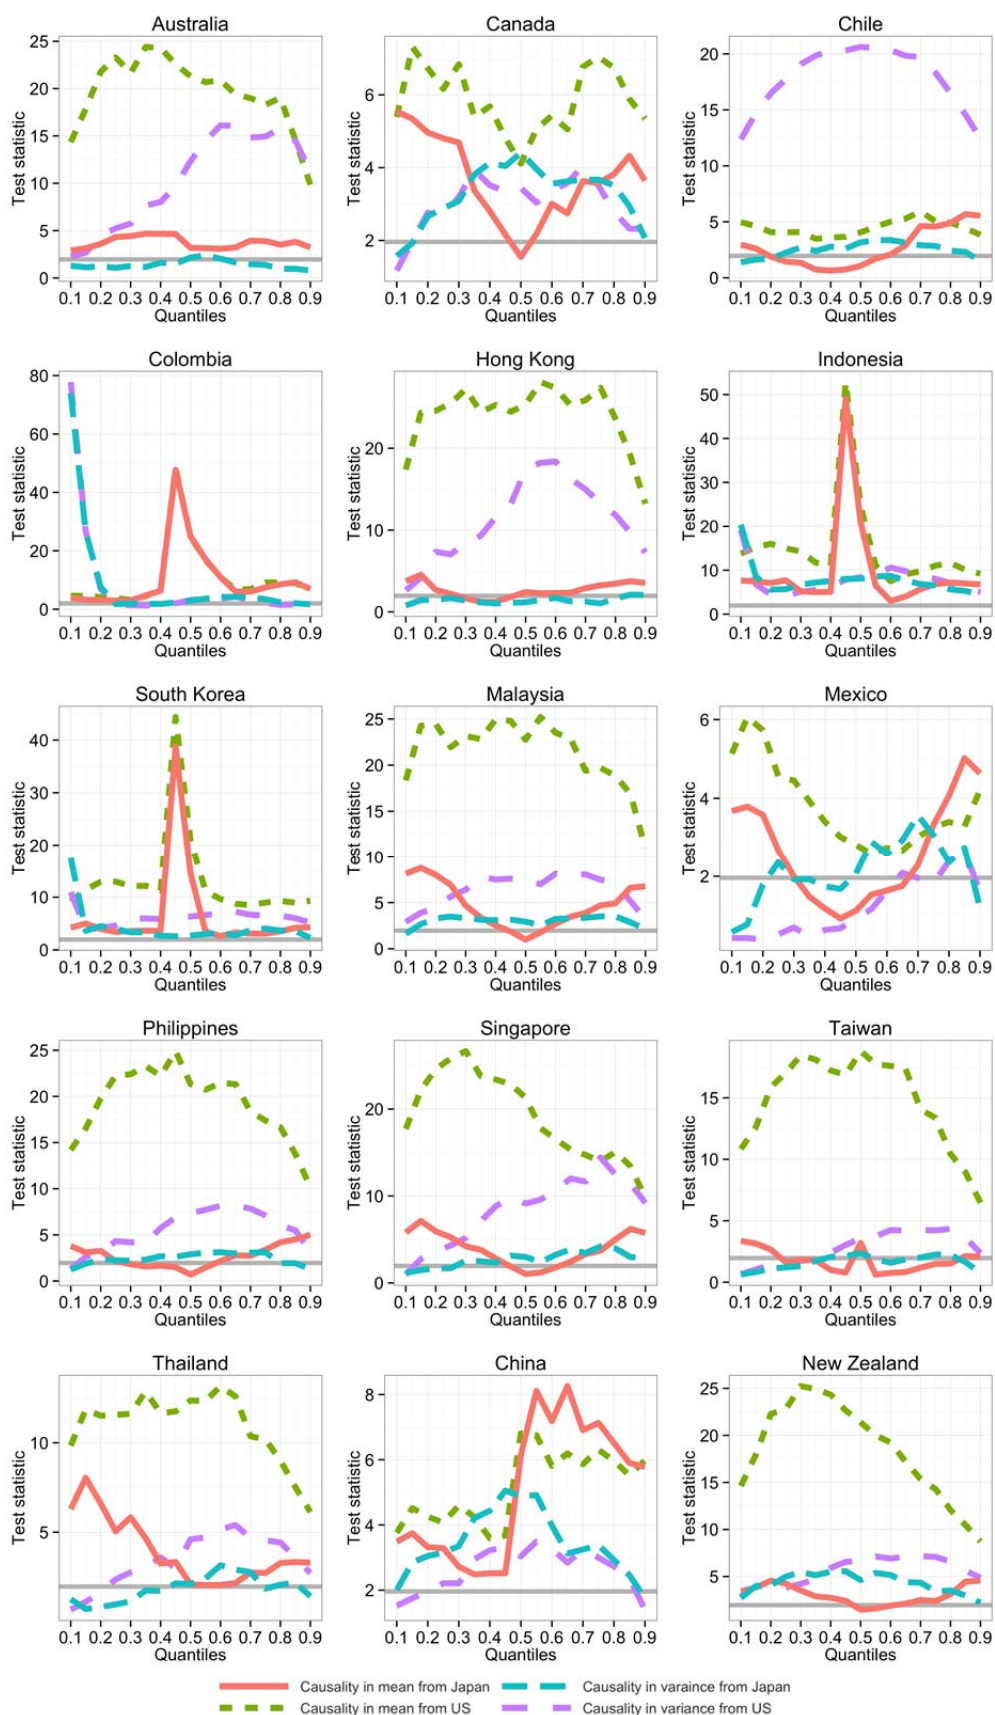 Australia
Canada
Chile
25
20
15
10
5
0
Test statistic
0.1 0.2 0.3 0.4 0.5 0.6 0.7 0.8 0.9
Quantiles
6
4
2
Test statistic
0.1 0.2 0.3 0.4 0.5 0.6 0.7 0.8 0.9
Quantiles
20
15
10
5
0
Test statistic
0.1 0.2 0.3 0.4 0.5 0.6 0.7 0.8 0.9
Quantiles
Colombia
Hong Kong
Indonesia
80
60
40
20
0
Test statistic
0.1 0.2 0.3 0.4 0.5 0.6 0.7 0.8 0.9
Quantiles
20
10
0
Test statistic
0.1 0.2 0.3 0.4 0.5 0.6 0.7 0.8 0.9
Quantiles
50
40
30
20
10
0
Test statistic
0.1 0.2 0.3 0.4 0.5 0.6 0.7 0.8 0.9
Quantiles
South Korea
Malaysia
Mexico
40
30
20
10
0
Test statistic
0.1 0.2 0.3 0.4 0.5 0.6 0.7 0.8 0.9
Quantiles
25
20
15
10
5
0
Test statistic
0.1 0.2 0.3 0.4 0.5 0.6 0.7 0.8 0.9
Quantiles
6
4
2
Test statistic
0.1 0.2 0.3 0.4 0.5 0.6 0.7 0.8 0.9
Quantiles
Philippines
Singapore
Taiwan
25
20
15
10
5
0
Test statistic
0.1 0.2 0.3 0.4 0.5 0.6 0.7 0.8 0.9
Quantiles
20
10
0
Test statistic
0.1 0.2 0.3 0.4 0.5 0.6 0.7 0.8 0.9
Quantiles
15
10
5
0
Test statistic
0.1 0.2 0.3 0.4 0.5 0.6 0.7 0.8 0.9
Quantiles
Thailand
China
New Zealand
10
5
Test statistic
0.1 0.2 0.3 0.4 0.5 0.6 0.7 0.8 0.9
Quantiles
8
6
4
2
Test statistic
0.1 0.2 0.3 0.4 0.5 0.6 0.7 0.8 0.9
Quantiles
25
20
15
10
5
Test statistic
0.1 0.2 0.3 0.4 0.5 0.6 0.7 0.8 0.9
Quantiles
Causality in mean from Japan
Causality in varaince from Japan
Causality in mean from US
Causality in variance from US